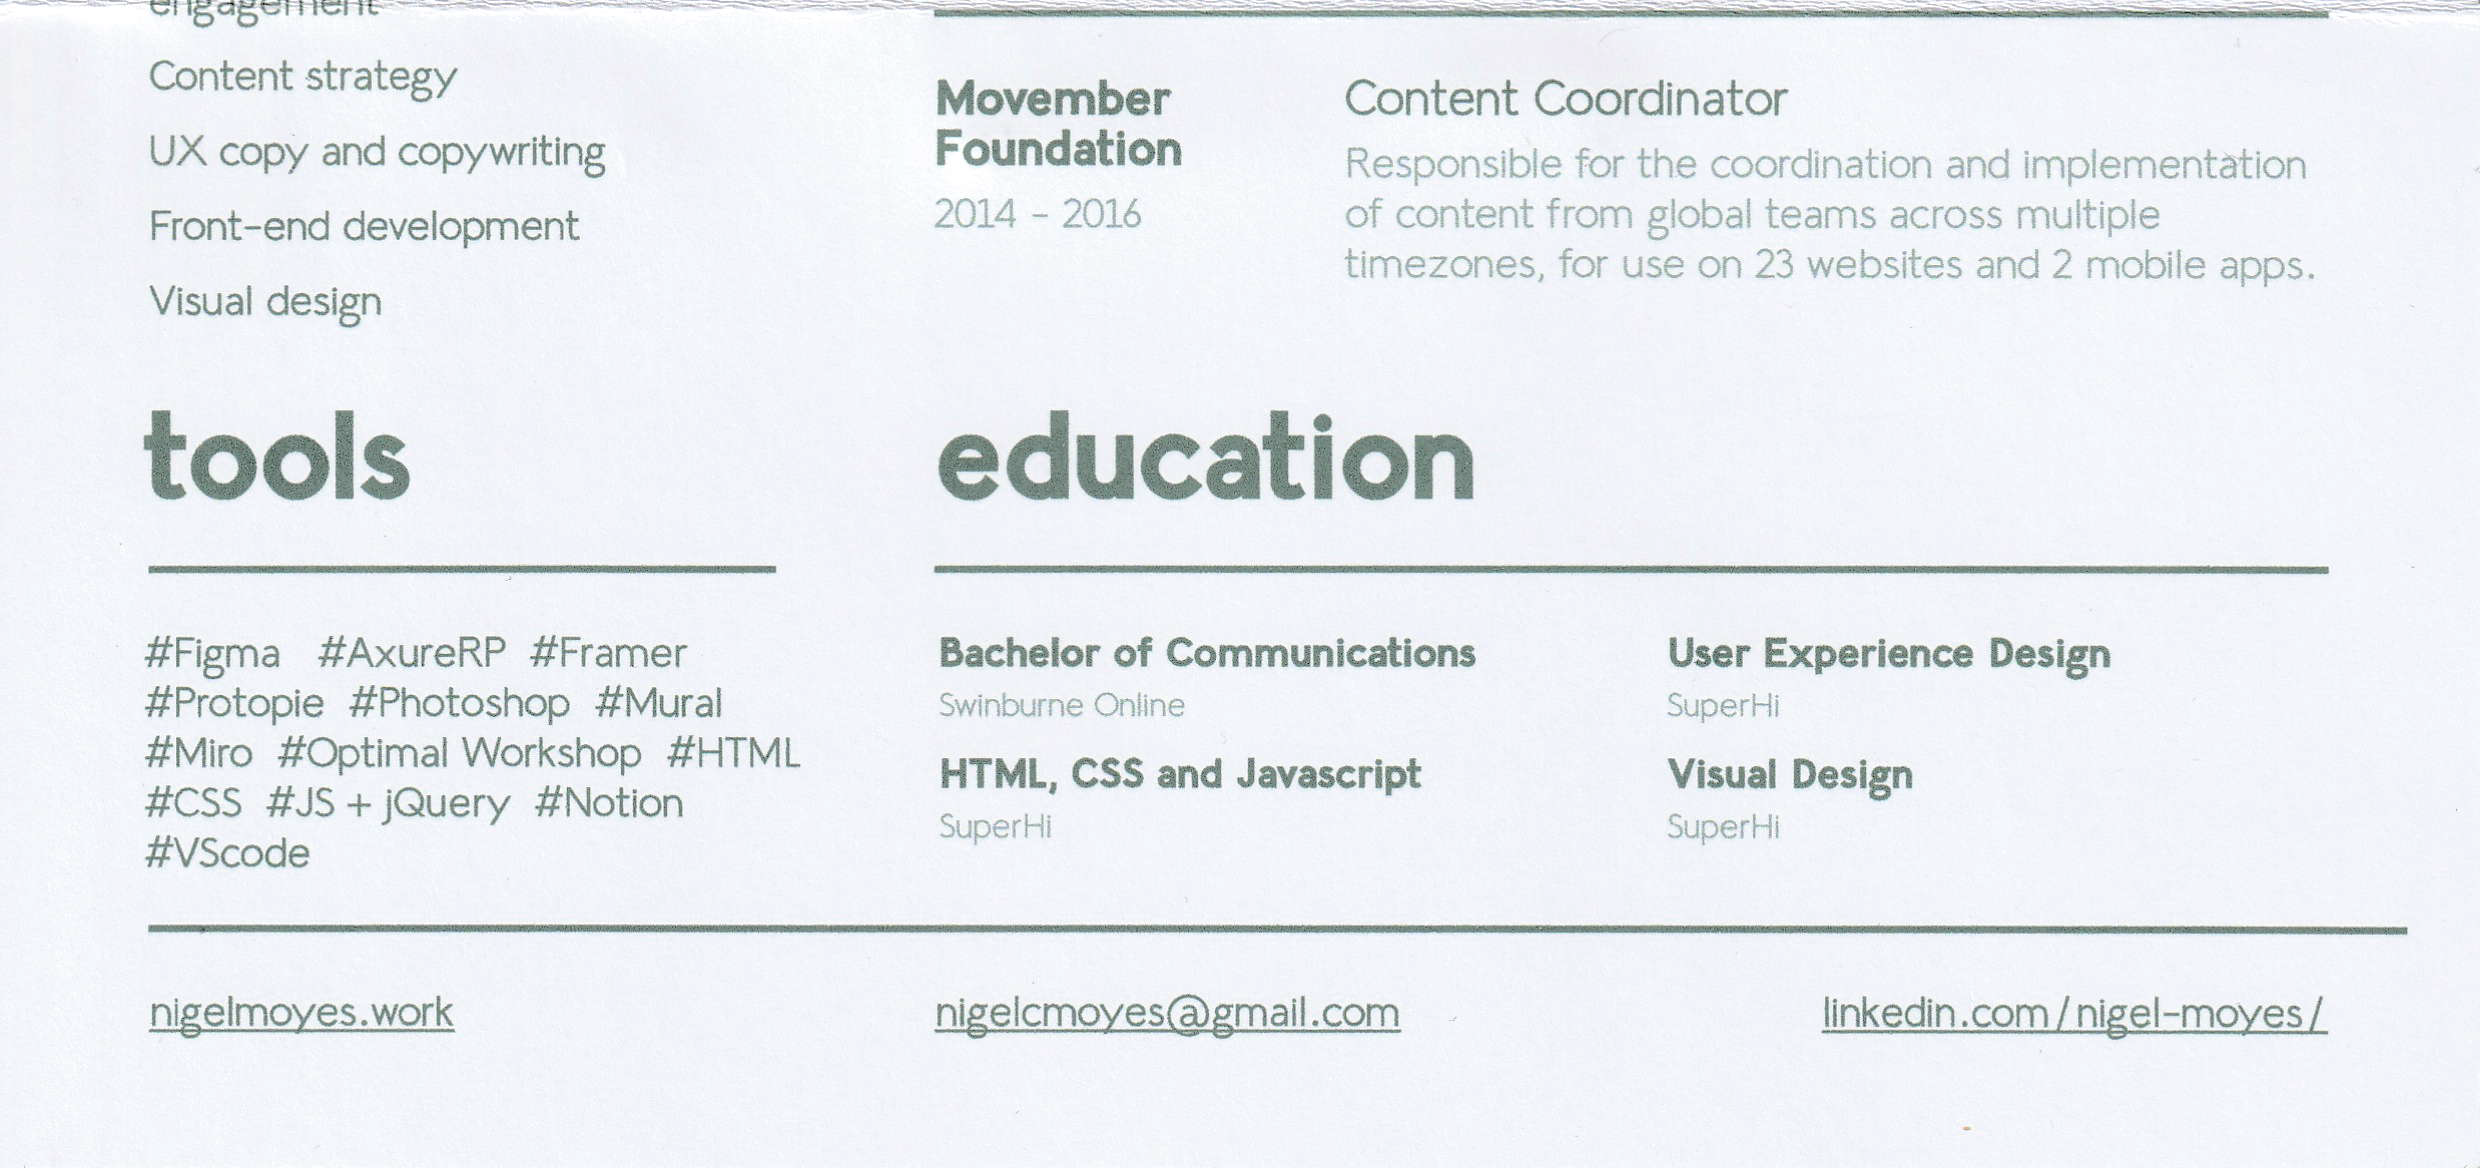 engagement
Content strategy
UX copy and copywriting
Front-end development
Visual design
Movember
Foundation
2014 - 2016
Content Coordinator
Responsible for the coordination and implementation
of content from global teams across multiple
timezones, for use on 23 websites and 2 mobile apps.
tools
#Figma #AxureRP #Framer
#Protopie #Photoshop #Mural
#Miro #Optimal Workshop #HTML
#CSS #JS + jQuery #Notion
#VScode
education
Bachelor of Communications
Swinburne Online
HTML, CSS and Javascript
SuperHi
User Experience Design
SuperHi
Visual Design
SuperHi
nigelmoyes.work
nigelcmoyes@gmail.com
linkedin.com/nigel-moyes/